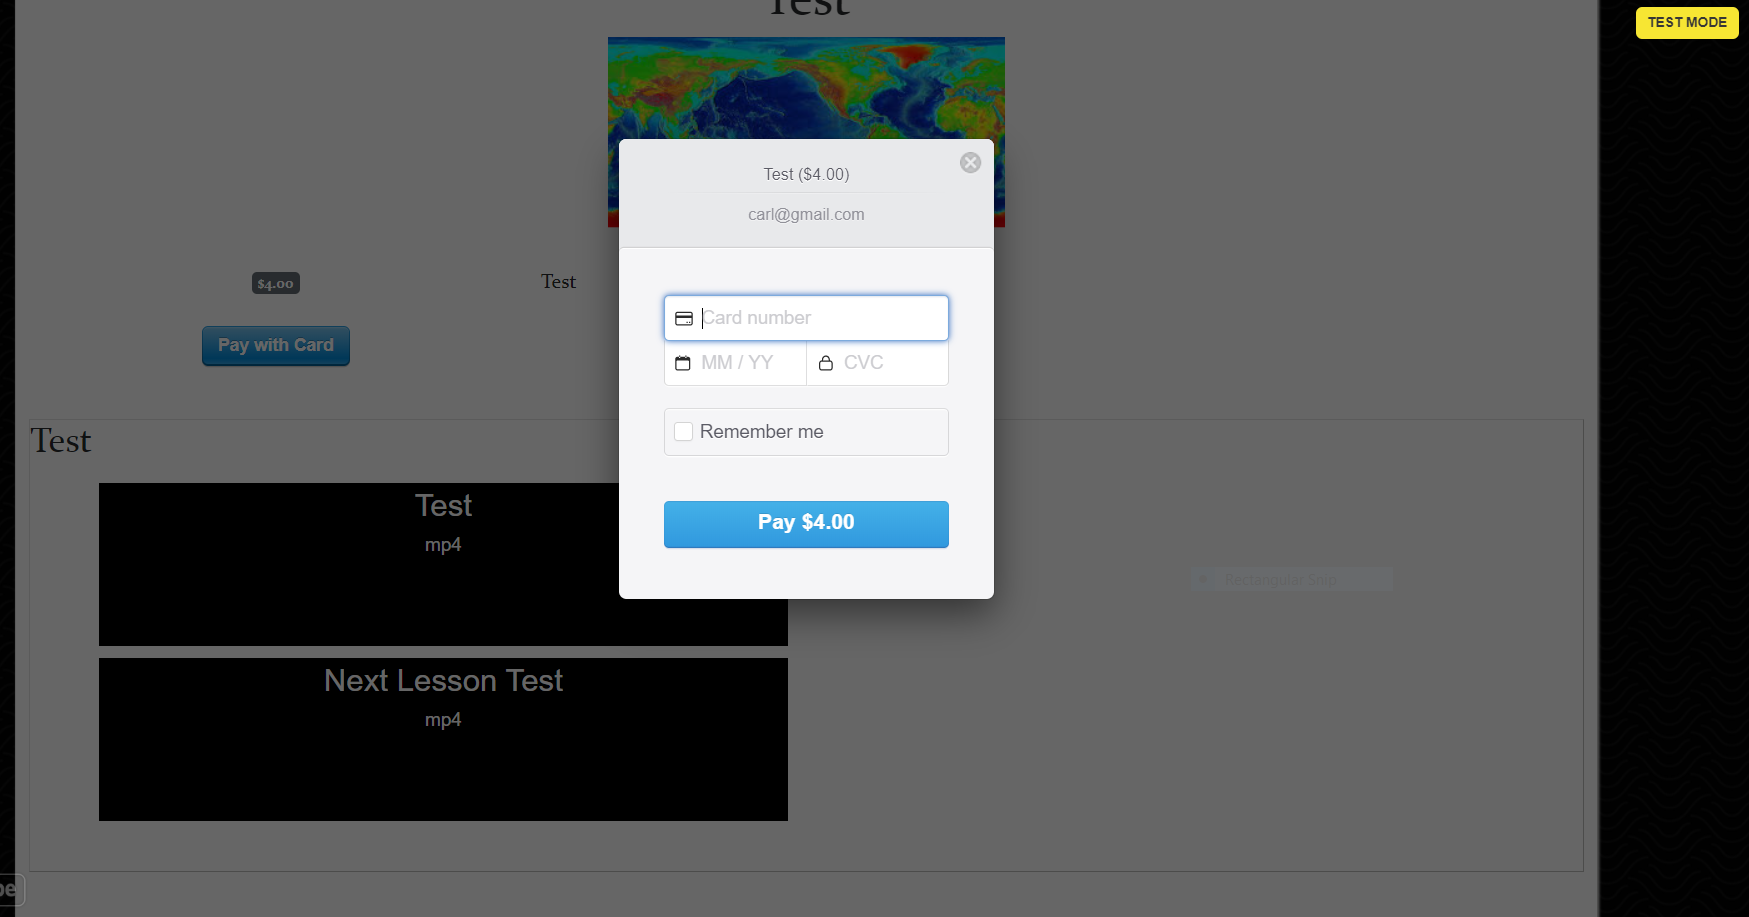 Test
TEST MODE
Test ($4.00)
carl@gmail.com
$4.00
Test
Card number
Pay with Card
MM / YY
CVC
Remember me
Test
Test
mp4
Pay $4.00
Rectangular Snip
Next Lesson Test
mp4
pe